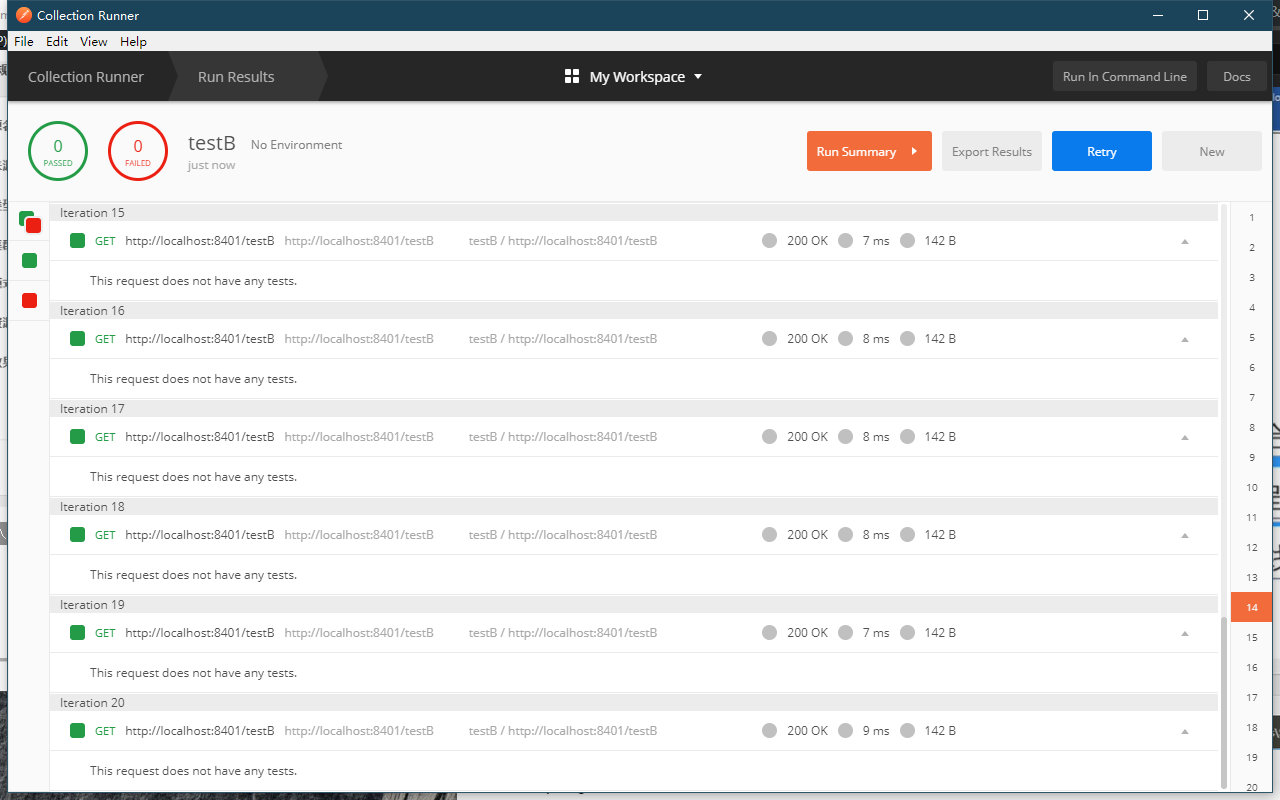 Collection Runner
File Edit View Help
Collection Runner Run Results My Workspace Run In Command Line Docs
0 PASSED
0 FAILED
testB No Environment
just now
Run Summary Export Results Retry New
Iteration 15
GET http://localhost:8401/testB http://localhost:8401/testB testB / http://localhost:8401/testB 200 OK 7 ms 142 B
This request does not have any tests.
Iteration 16
GET http://localhost:8401/testB http://localhost:8401/testB testB / http://localhost:8401/testB 200 OK 8 ms 142 B
This request does not have any tests.
Iteration 17
GET http://localhost:8401/testB http://localhost:8401/testB testB / http://localhost:8401/testB 200 OK 8 ms 142 B
This request does not have any tests.
Iteration 18
GET http://localhost:8401/testB http://localhost:8401/testB testB / http://localhost:8401/testB 200 OK 8 ms 142 B
This request does not have any tests.
Iteration 19
GET http://localhost:8401/testB http://localhost:8401/testB testB / http://localhost:8401/testB 200 OK 7 ms 142 B
This request does not have any tests.
Iteration 20
GET http://localhost:8401/testB http://localhost:8401/testB testB / http://localhost:8401/testB 200 OK 9 ms 142 B
This request does not have any tests.
1
2
3
4
5
6
7
8
9
10
11
12
13
14
15
16
17
18
19
20